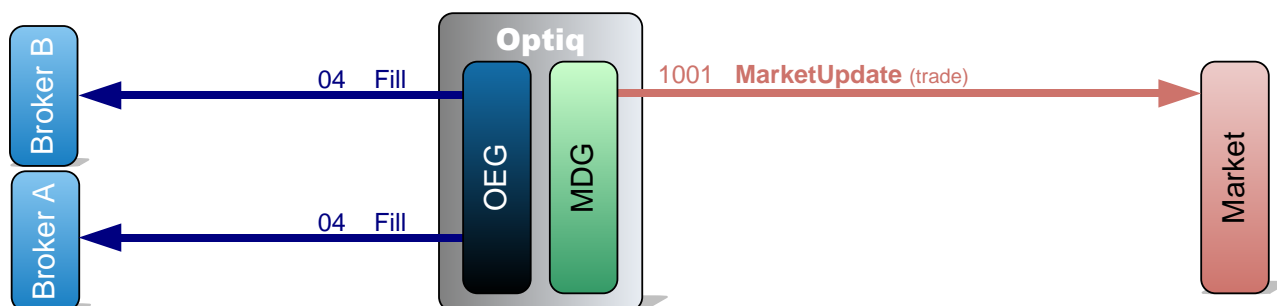 Optiq
Broker B
04 Fill
OEG
MDG
1001 MarketUpdate (trade)
Market
Broker A
04 Fill